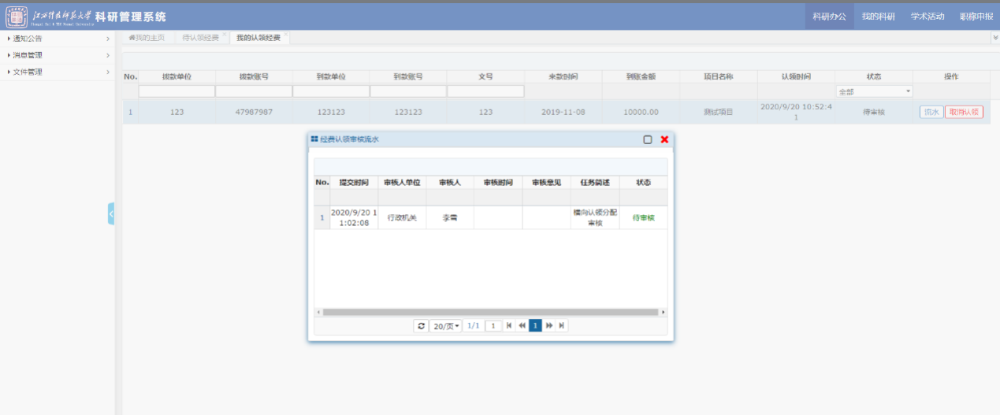 江西科技师范大学 科研管理系统
科研办公 我的科研 学术活动 职称申报
通知公告
消息管理
文件管理
我的主页 待认领经费 我的认领经费
No. 拨款单位 拨款账号 到款单位 到款账号 文号 来款时间 到账金额 项目名称 认领时间 状态 操作
全部
1 123 47987987 123123 123123 123 2019-11-08 10000.00 测试项目 2020/9/20 10:52:4 待审核 流水 取消认领
1
经费认领审核流水
No. 提交时间 审核人单位 审核人 审核时间 审核意见 任务简述 状态
1 2020/9/20 1 行政机关 李雪 横向认领分配 待审核
1:02:08 审核
20/页 1/1 1 1